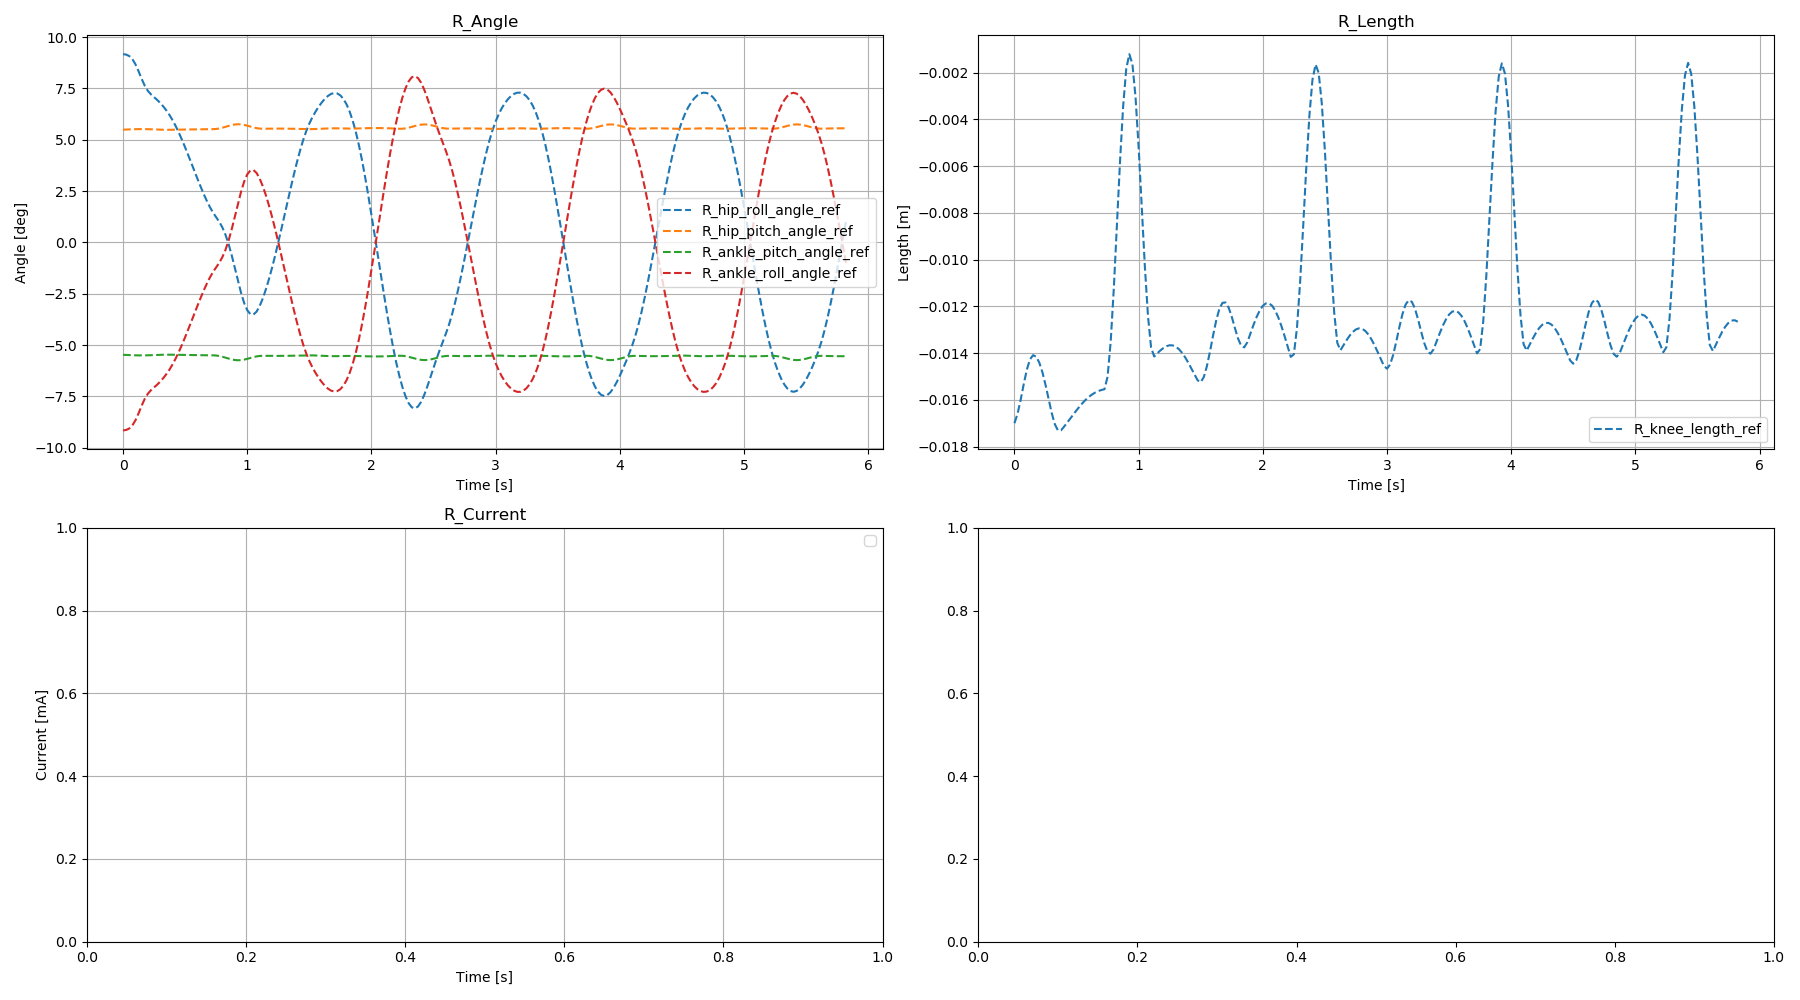 R_Angle
Angle [deg]
10.0
7.5
5.0
2.5
0.0
−2.5
−5.0
−7.5
−10.0
R_hip_roll_angle_ref
R_hip_pitch_angle_ref
R_ankle_pitch_angle_ref
R_ankle_roll_angle_ref
0 1 2 3 4 5 6
Time [s]
R_Length
Length [m]
−0.002
−0.004
−0.006
−0.008
−0.010
−0.012
−0.014
−0.016
−0.018
R_knee_length_ref
0 1 2 3 4 5 6
Time [s]
R_Current
Current [mA]
1.0
0.8
0.6
0.4
0.2
0.0
0.0 0.2 0.4 0.6 0.8 1.0
Time [s]
1.0
0.8
0.6
0.4
0.2
0.0
0.0 0.2 0.4 0.6 0.8 1.0